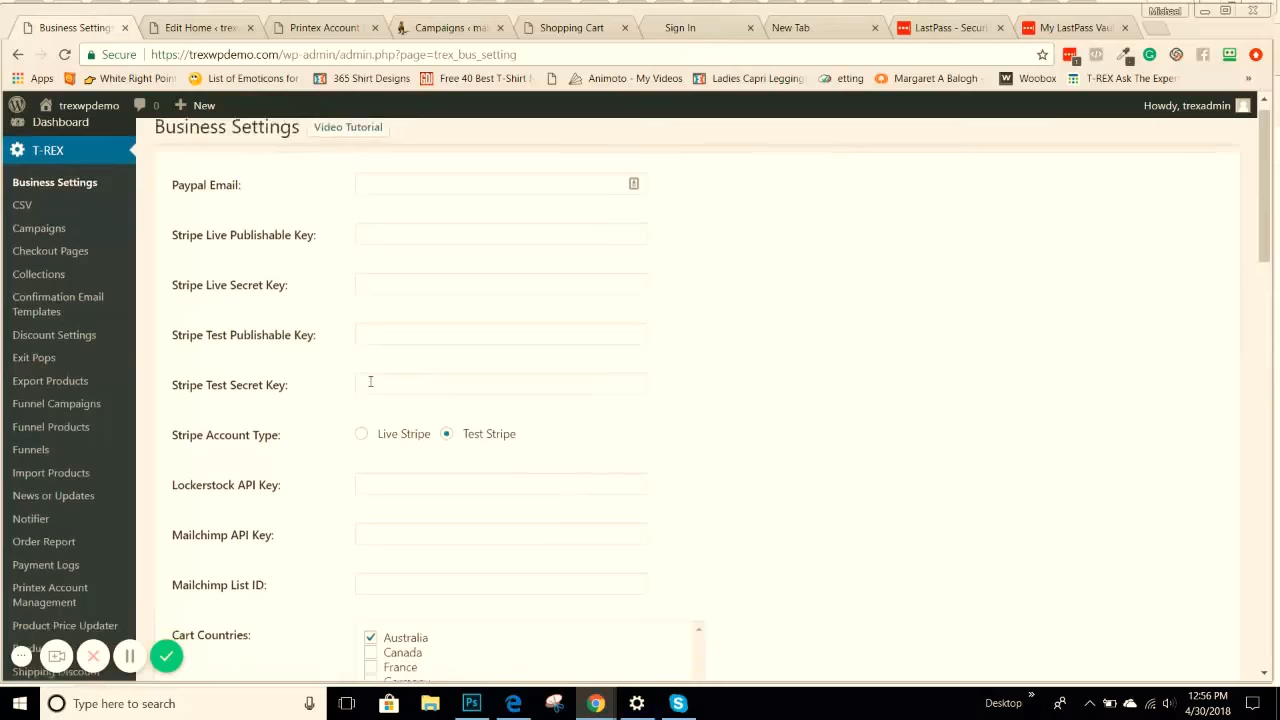 Michael
Business Settings
Edit Home ‹ trexw
Printex Account
Campaigns ‹ ma
Shopping Cart
Sign In
New Tab
LastPass - Securi
My LastPass Vaul
Secure
https://trexwpdemo.com/wp-admin/admin.php?page=trex_bus_setting
Apps
White Right Point
List of Emoticons for
365 Shirt Designs
Free 40 Best T-Shirt
Animoto - My Videos
Ladies Capri Legging
etting
Margaret A Balogh
Woobox
T-REX Ask The Exper
»
trexwpdemo
0
New
Howdy, trexadmin
Dashboard
Business Settings
Video Tutorial
T-REX
Business Settings
CSV
Campaigns
Checkout Pages
Collections
Confirmation Email
Templates
Discount Settings
Exit Pops
Export Products
Funnel Campaigns
Funnel Products
Funnels
Import Products
News or Updates
Notifier
Order Report
Payment Logs
Printex Account
Management
Product Price Updater
Shipping Discount
Paypal Email:
Stripe Live Publishable Key:
Stripe Live Secret Key:
Stripe Test Publishable Key:
Stripe Test Secret Key:
Stripe Account Type:
Live Stripe
Test Stripe
Lockerstock API Key:
Mailchimp API Key:
Mailchimp List ID:
Cart Countries:
Australia
Canada
France
Type here to search
Desktop
»
12:56 PM
4/30/2018